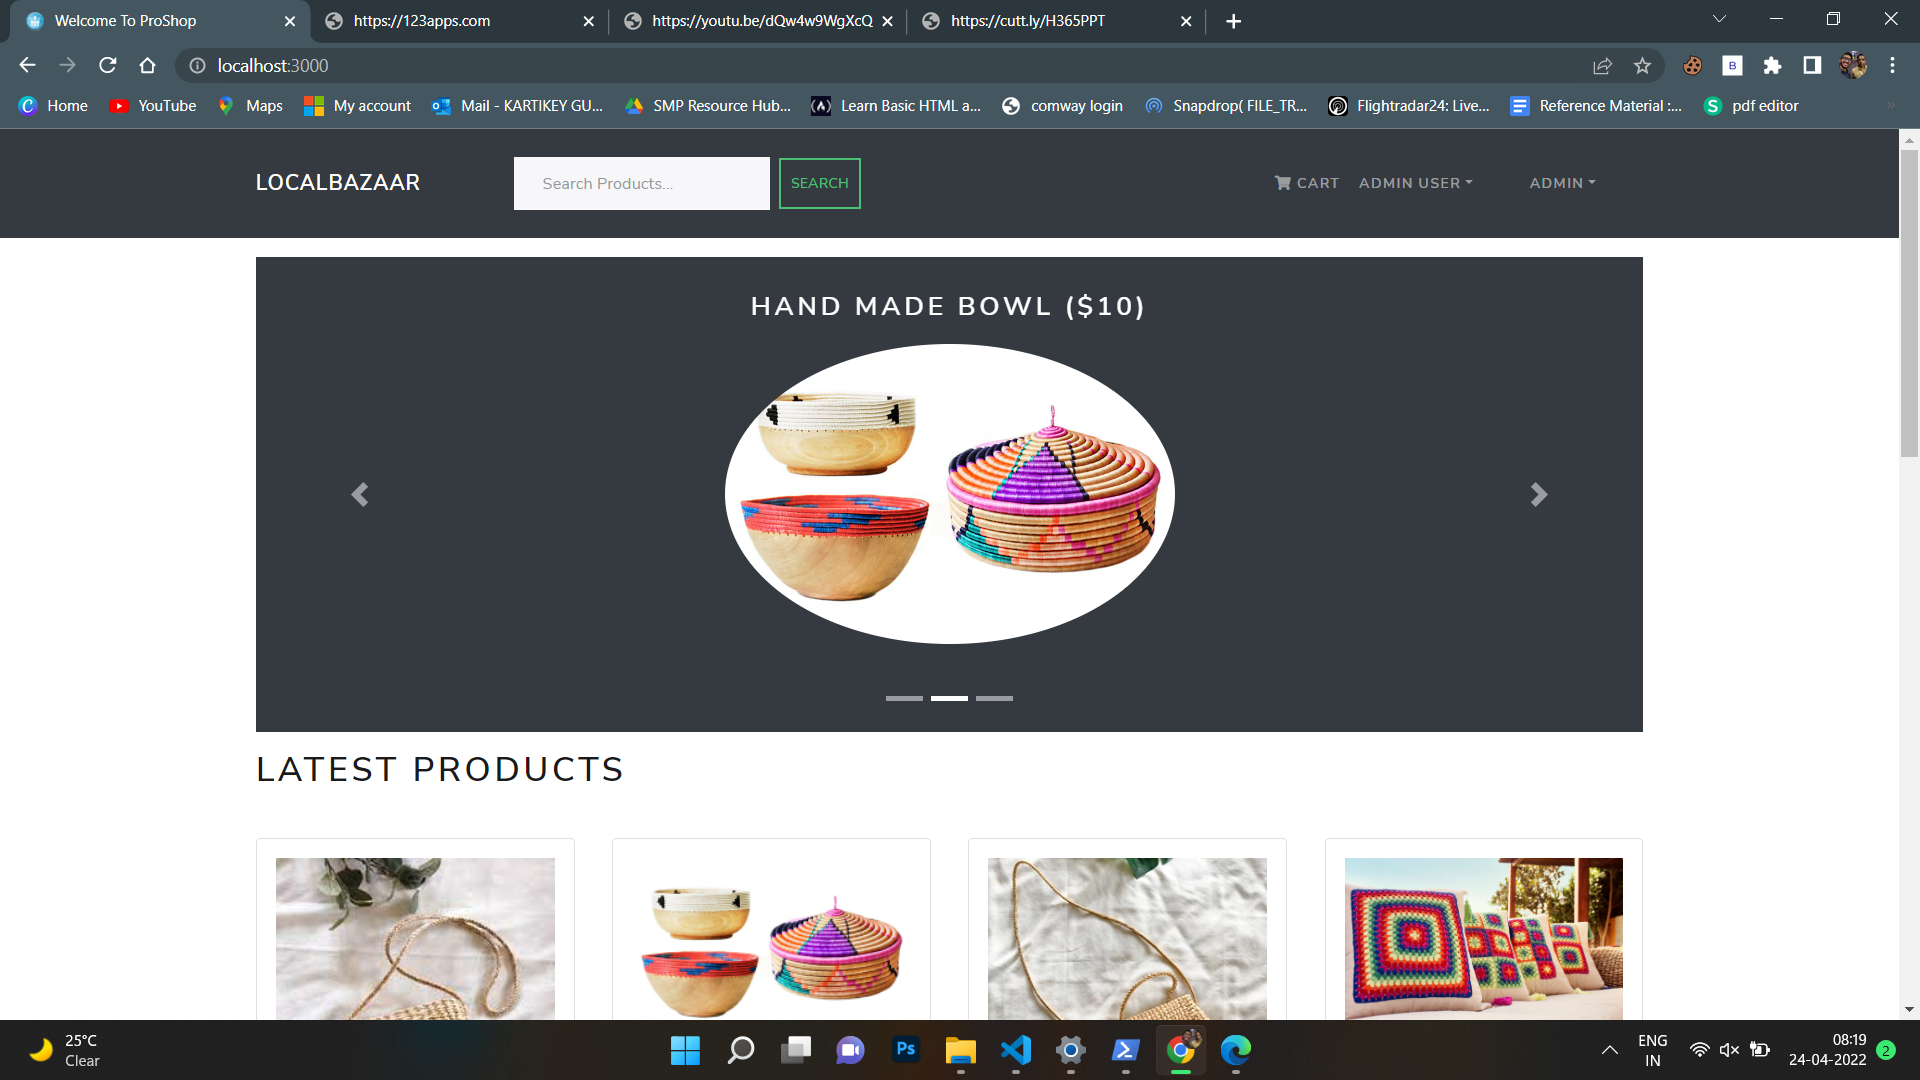 Welcome To ProShop
https://123apps.com
https://youtu.be/dQw4w9WgXcQ
https://cutt.ly/H365PPT
localhost:3000
B
Home
YouTube
Maps
My account
Mail - KARTIKEY GU...
SMP Resource Hub...
Learn Basic HTML a...
comway login
Snapdrop( FILE_TR...
Flightradar24: Live...
Reference Material :...
S
pdf editor
LOCALBAZAAR
Search Products...
SEARCH
CART
ADMIN USER
ADMIN
HAND MADE BOWL ($10)
LATEST PRODUCTS
25°C
Clear
Ps
ENG
IN
08:19
24-04-2022
2